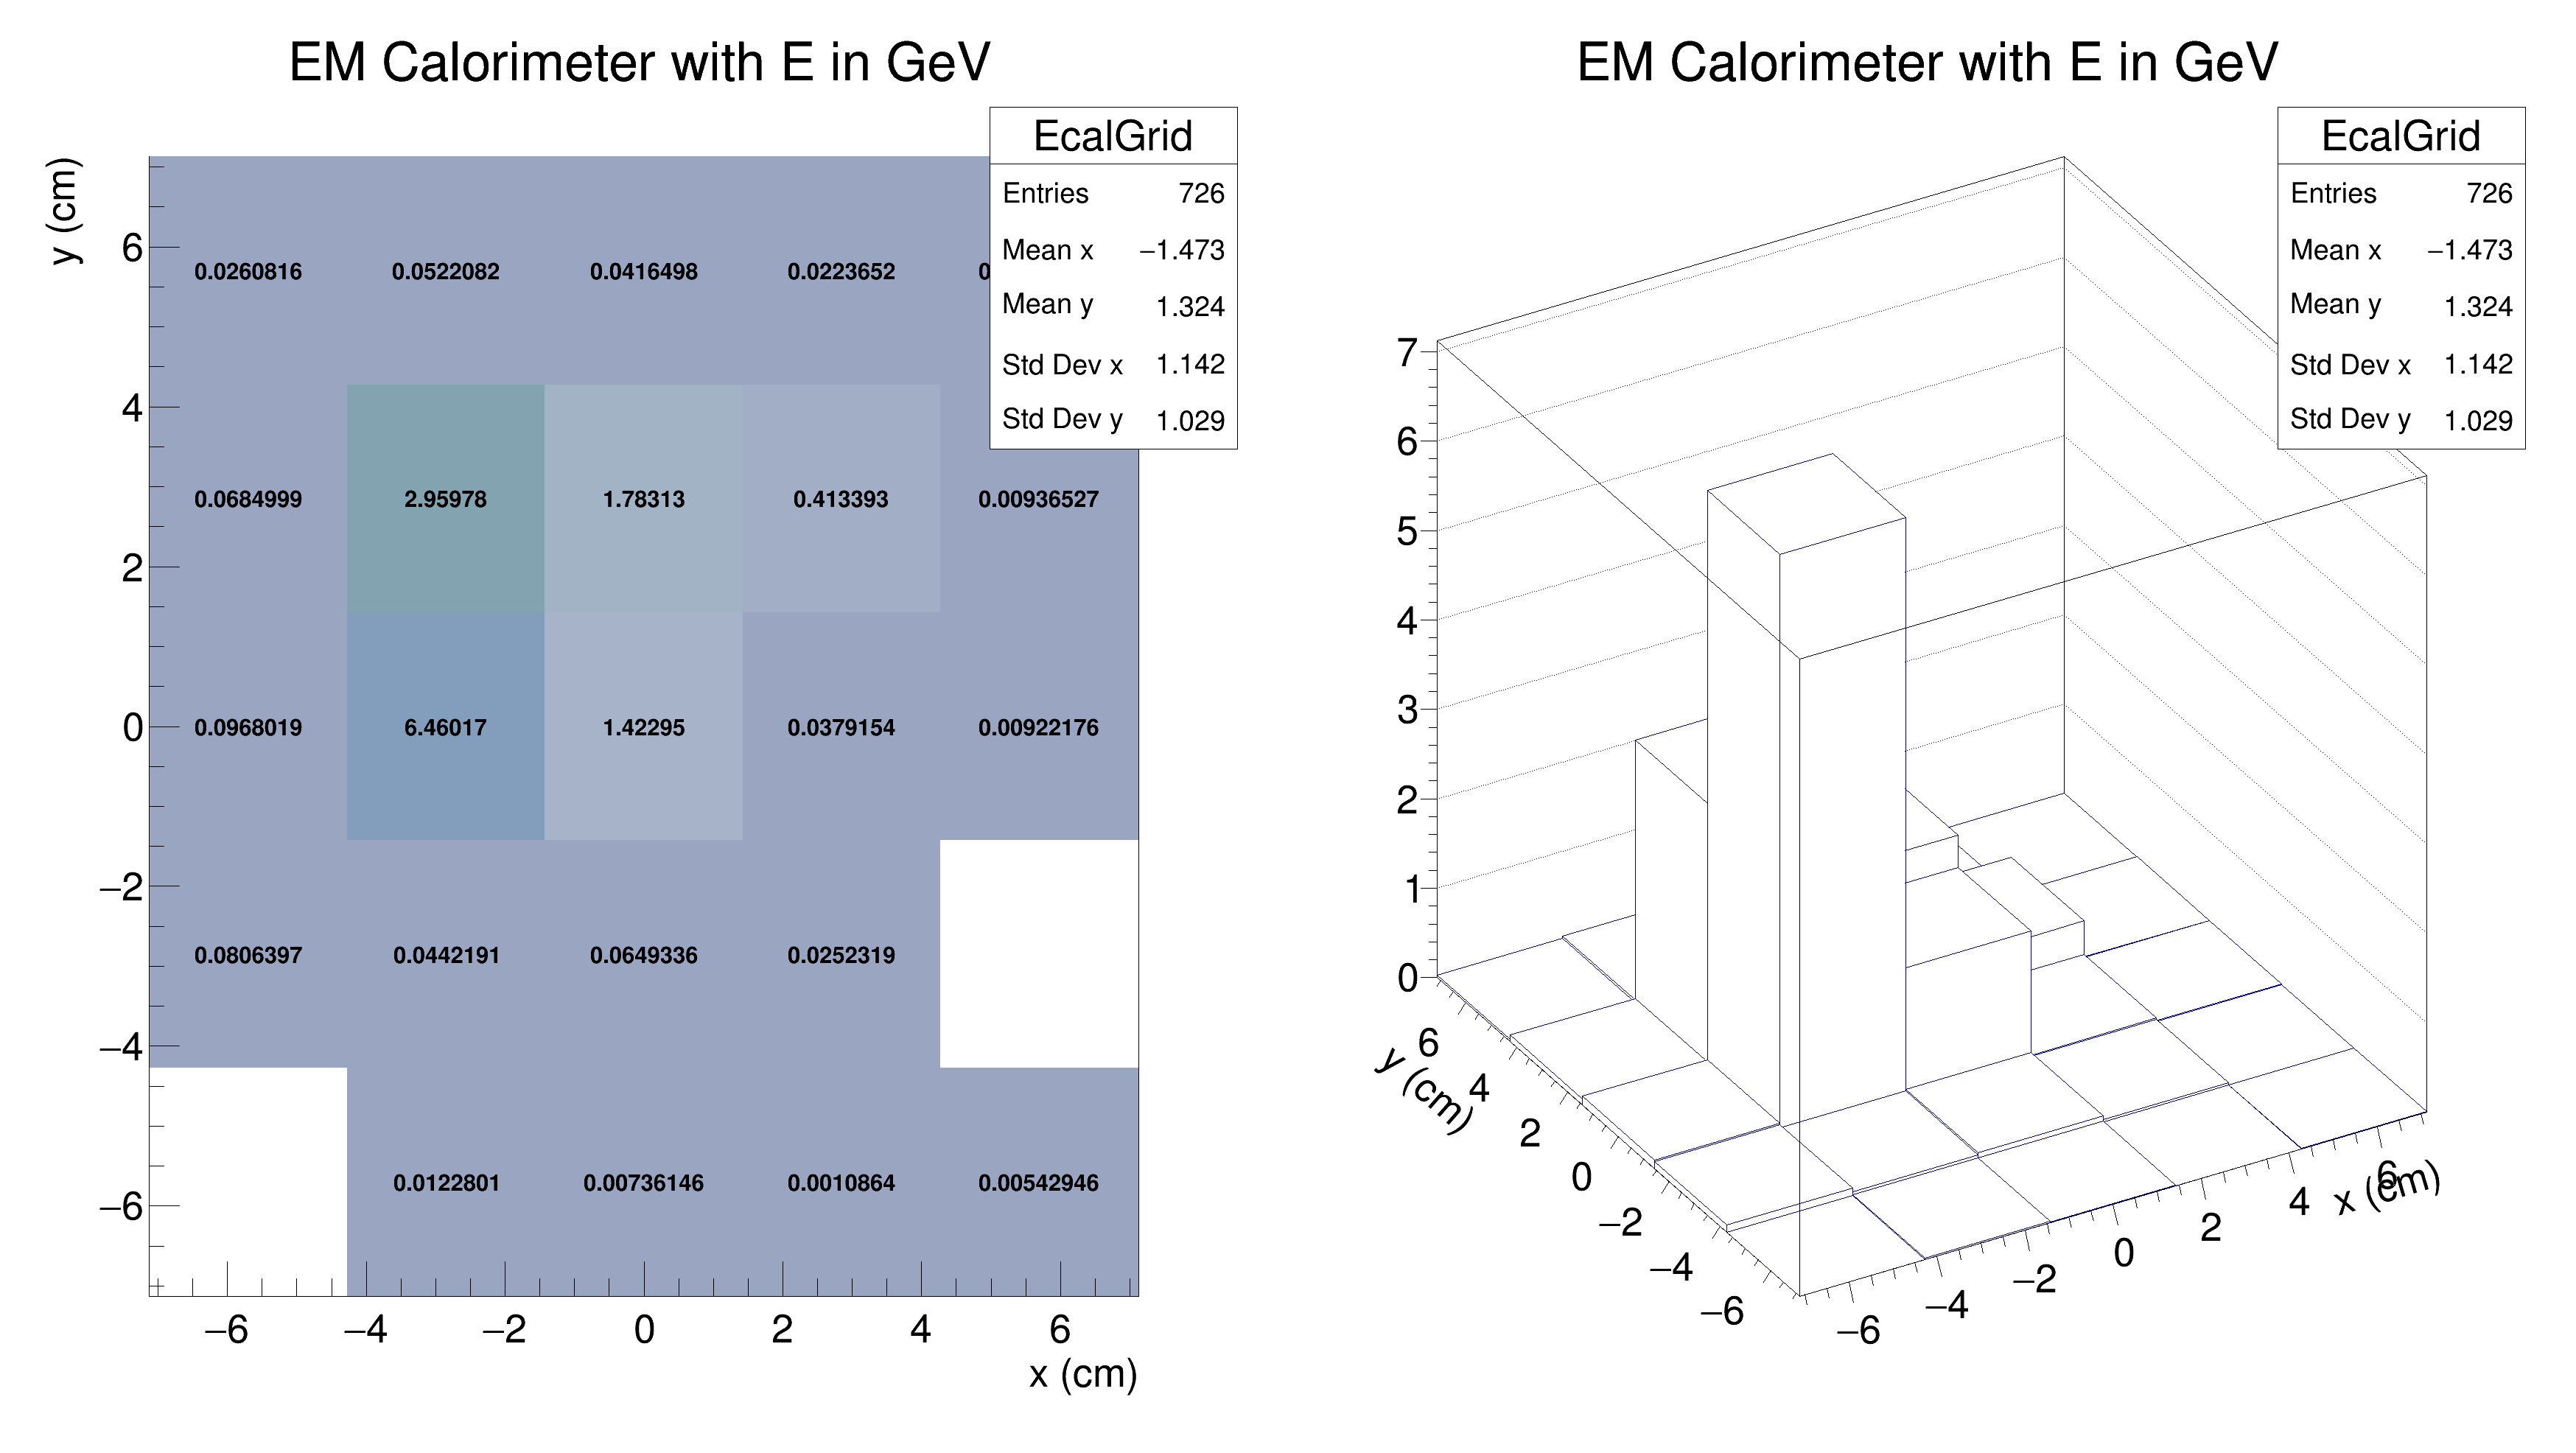 EM Calorimeter with E in GeV
EcalGrid
Entries 726
Mean x −1.473
Mean y 1.324
Std Dev x 1.142
Std Dev y 1.029
y (cm)
6
4
2
0
−2
−4
−6
0.0260816 0.0522082 0.0416498 0.0223652
0.0684999 2.95978 1.78313 0.413393 0.00936527
0.0968019 6.46017 1.42295 0.0379154 0.00922176
0.0806397 0.0442191 0.0649336 0.0252319
0.0122801 0.00736146 0.0010864 0.00542946
−6 −4 −2 0 2 4 6
x (cm)
EM Calorimeter with E in GeV
EcalGrid
Entries 726
Mean x −1.473
Mean y 1.324
Std Dev x 1.142
Std Dev y 1.029
7
6
5
4
3
2
1
0
y (cm)
6
4
2
0
−2
−4
−6
−6 −4 −2 0 2 4 6
x (cm)